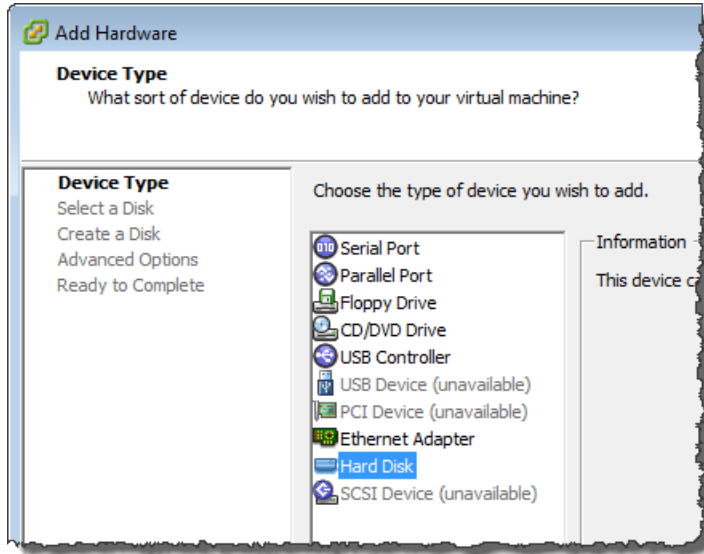 Add Hardware
Device Type
What sort of device do you wish to add to your virtual machine?
Device Type
Select a Disk
Create a Disk
Advanced Options
Ready to Complete
Choose the type of device you wish to add.
Serial Port
Parallel Port
Floppy Drive
CD/DVD Drive
USB Controller
USB Device (unavailable)
PCI Device (unavailable)
Ethernet Adapter
Hard Disk
SCSI Device (unavailable)
Information
This device